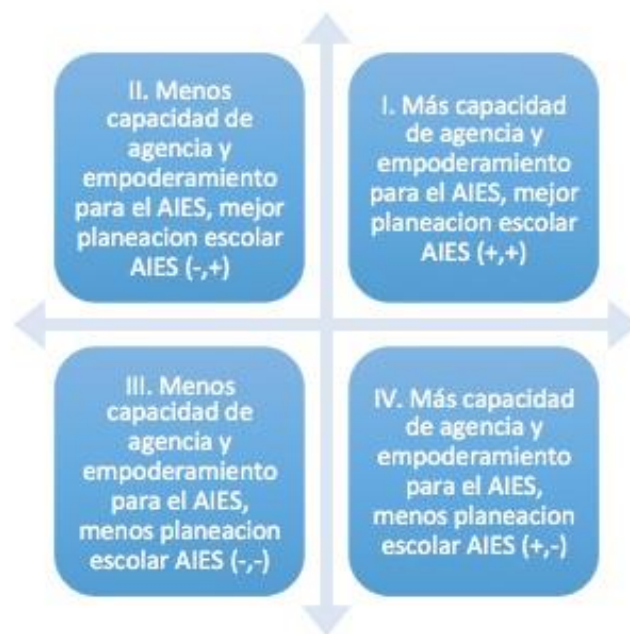 II. Menos
capacidad de
agencia y
empoderamiento
para el AIES, mejor
planeacion escolar
AIES (-,+)
I. Más capacidad
de agencia y
empoderamiento
para el AIES, mejor
planeacion escolar
AIES (+,+)
III. Menos
capacidad de
agencia y
empoderamiento
para el AIES,
menos planeacion
escolar AIES (-,-)
IV. Más capacidad
de agencia y
empoderamiento
para el AIES,
menos planeacion
escolar AIES (+,-)